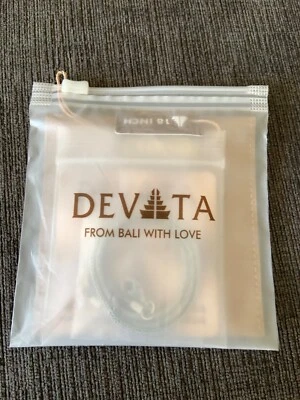 16 INCH
DEVATA
FROM BALI WITH LOVE